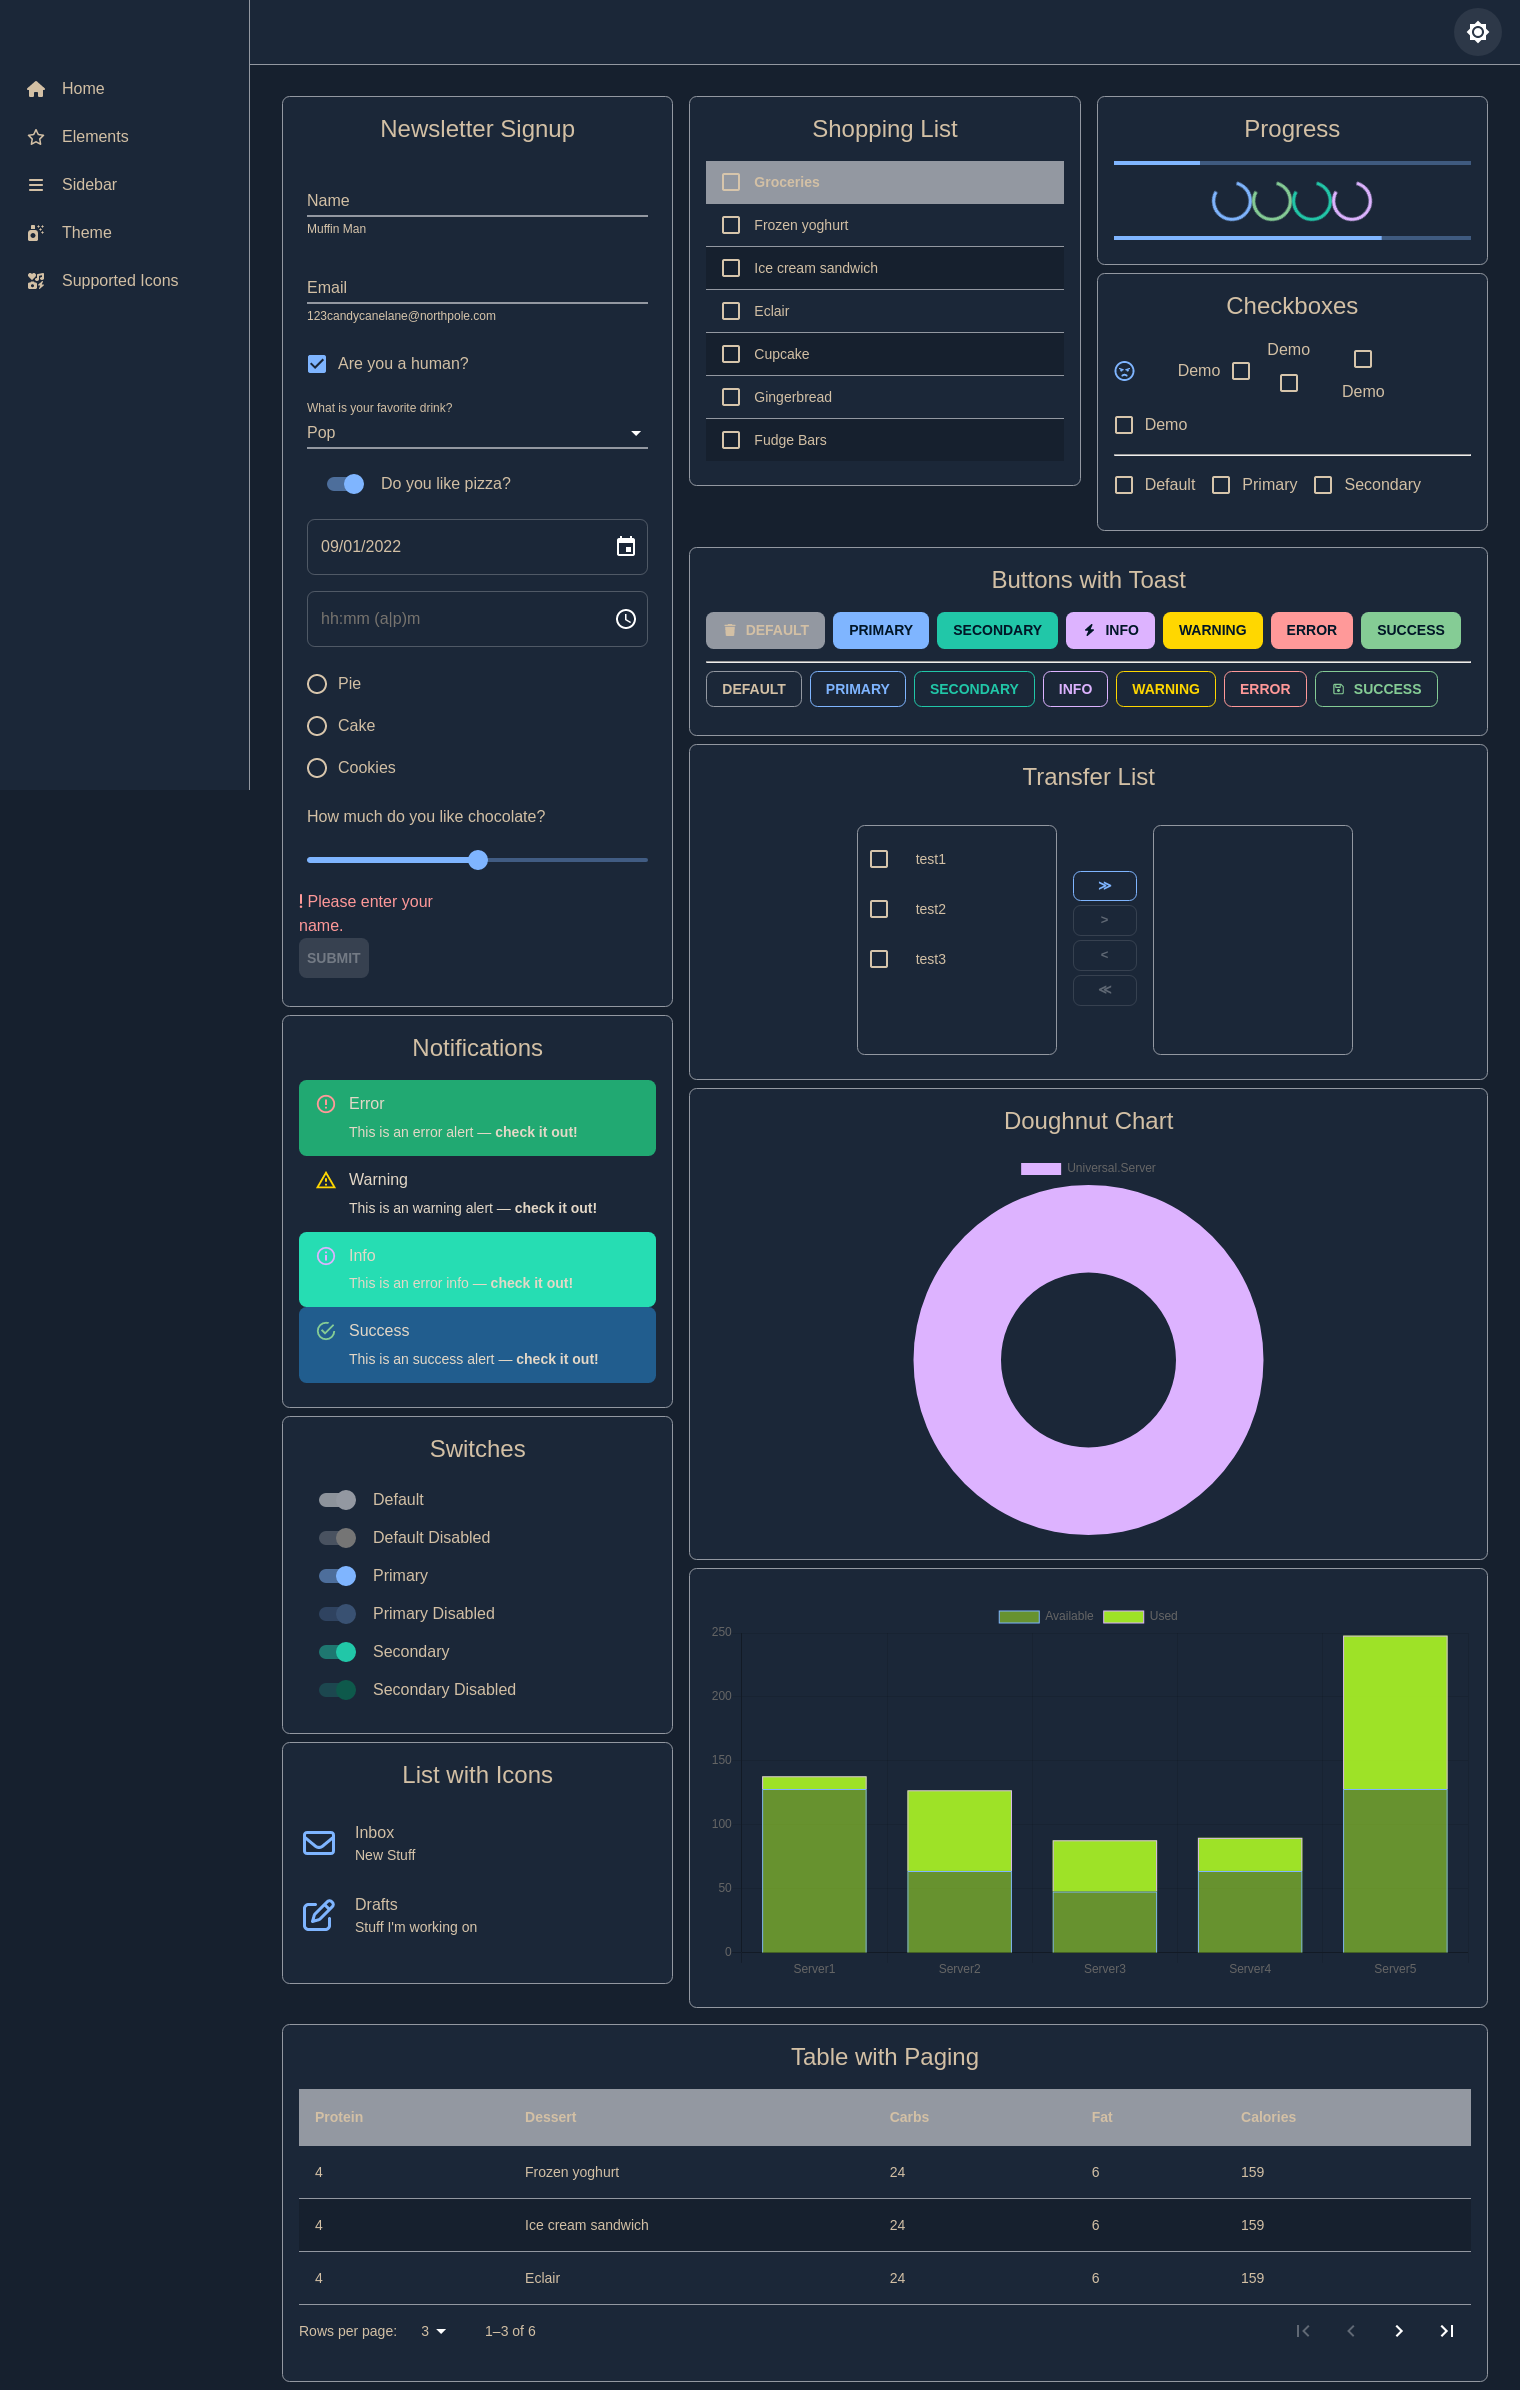 Home
Elements
Sidebar
Theme
Supported Icons
Newsletter Signup
Name
Muffin Man
Email
123candycanelane@northpole.com
Are you a human?
What is your favorite drink?
Pop
Do you like pizza?
09/01/2022
hh:mm (a|p)m
Pie
Cake
Cookies
How much do you like chocolate?
! Please enter your
name.
SUBMIT
Notifications
Error
This is an error alert — check it out!
Warning
This is an warning alert — check it out!
Info
This is an error info — check it out!
Success
This is an success alert — check it out!
Switches
Default
Default Disabled
Primary
Primary Disabled
Secondary
Secondary Disabled
List with Icons
Inbox
New Stuff
Drafts
Stuff I'm working on
Shopping List
Groceries
Frozen yoghurt
Ice cream sandwich
Eclair
Cupcake
Gingerbread
Fudge Bars
Progress
Checkboxes
Demo
Demo
Demo
Demo
Default Primary Secondary
Buttons with Toast
DEFAULT PRIMARY SECONDARY INFO WARNING ERROR SUCCESS
DEFAULT PRIMARY SECONDARY INFO WARNING ERROR SUCCESS
Transfer List
test1
test2
test3
≫
>
<
≪
Doughnut Chart
Universal.Server
Available Used
250
200
150
100
50
0
Server1 Server2 Server3 Server4 Server5
Table with Paging
Protein Dessert Carbs Fat Calories
4 Frozen yoghurt 24 6 159
4 Ice cream sandwich 24 6 159
4 Eclair 24 6 159
Rows per page: 3 1–3 of 6